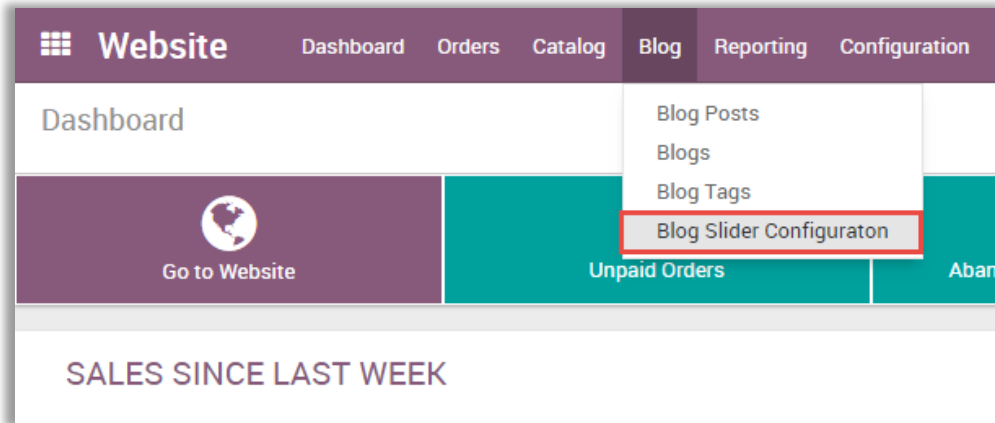 Website Dashboard Orders Catalog Blog Reporting Configuration
Dashboard
Blog Posts
Blogs
Blog Tags
Blog Slider Configuraton
Go to Website
Unpaid Orders
SALES SINCE LAST WEEK